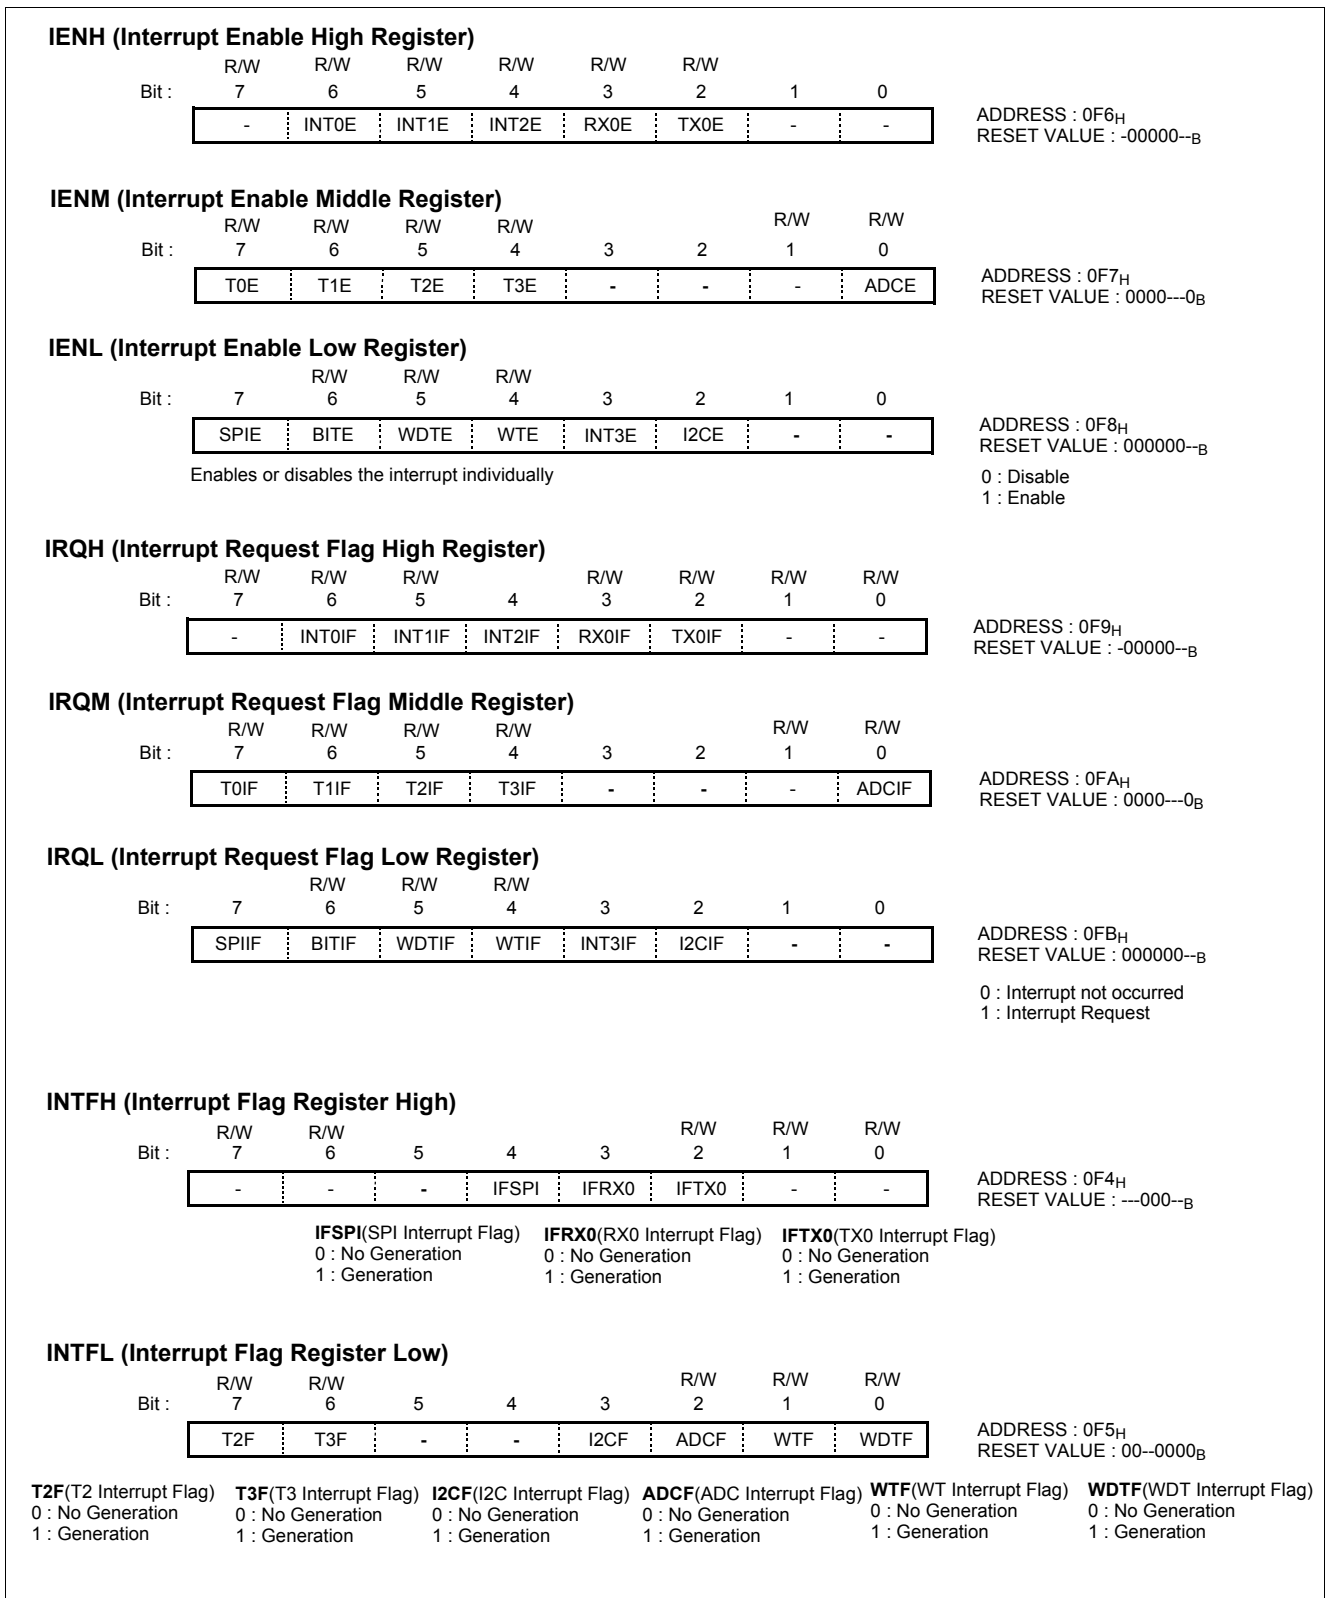 IENH (Interrupt Enable High Register)
R/W R/W R/W R/W R/W R/W
Bit : 7 6 5 4 3 2 1 0
- INT0E INT1E INT2E RX0E TX0E - -
ADDRESS : 0F6H
RESET VALUE : -00000--B
IENM (Interrupt Enable Middle Register)
R/W R/W R/W R/W R/W R/W
Bit : 7 6 5 4 3 2 1 0
T0E T1E T2E T3E - - - ADCE
ADDRESS : 0F7H
RESET VALUE : 0000---0B
IENL (Interrupt Enable Low Register)
R/W R/W R/W
Bit : 7 6 5 4 3 2 1 0
SPIE BITE WDTE WTE INT3E I2CE - -
ADDRESS : 0F8H
RESET VALUE : 000000--B
Enables or disables the interrupt individually
0 : Disable
1 : Enable
IRQH (Interrupt Request Flag High Register)
R/W R/W R/W R/W R/W R/W R/W
Bit : 7 6 5 4 3 2 1 0
- INT0IF INT1IF INT2IF RX0IF TX0IF - -
ADDRESS : 0F9H
RESET VALUE : -00000--B
IRQM (Interrupt Request Flag Middle Register)
R/W R/W R/W R/W R/W R/W
Bit : 7 6 5 4 3 2 1 0
T0IF T1IF T2IF T3IF - - - ADCIF
ADDRESS : 0FAH
RESET VALUE : 0000---0B
IRQL (Interrupt Request Flag Low Register)
R/W R/W R/W
Bit : 7 6 5 4 3 2 1 0
SPIIF BITIF WDTIF WTIF INT3IF I2CIF - -
ADDRESS : 0FBH
RESET VALUE : 000000--B
0 : Interrupt not occurred
1 : Interrupt Request
INTFH (Interrupt Flag Register High)
R/W R/W R/W R/W R/W
Bit : 7 6 5 4 3 2 1 0
- - - IFSPI IFRX0 IFTX0 - -
ADDRESS : 0F4H
RESET VALUE : ---000--B
IFSPI(SPI Interrupt Flag) IFRX0(RX0 Interrupt Flag) IFTX0(TX0 Interrupt Flag)
0 : No Generation 0 : No Generation 0 : No Generation
1 : Generation 1 : Generation 1 : Generation
INTFL (Interrupt Flag Register Low)
R/W R/W R/W R/W R/W
Bit : 7 6 5 4 3 2 1 0
T2F T3F - - I2CF ADCF WTF WDTF
ADDRESS : 0F5H
RESET VALUE : 00--0000B
T2F(T2 Interrupt Flag) T3F(T3 Interrupt Flag) I2CF(I2C Interrupt Flag) ADCF(ADC Interrupt Flag) WTF(WT Interrupt Flag) WDTF(WDT Interrupt Flag)
0 : No Generation 0 : No Generation 0 : No Generation 0 : No Generation 0 : No Generation 0 : No Generation
1 : Generation 1 : Generation 1 : Generation 1 : Generation 1 : Generation 1 : Generation